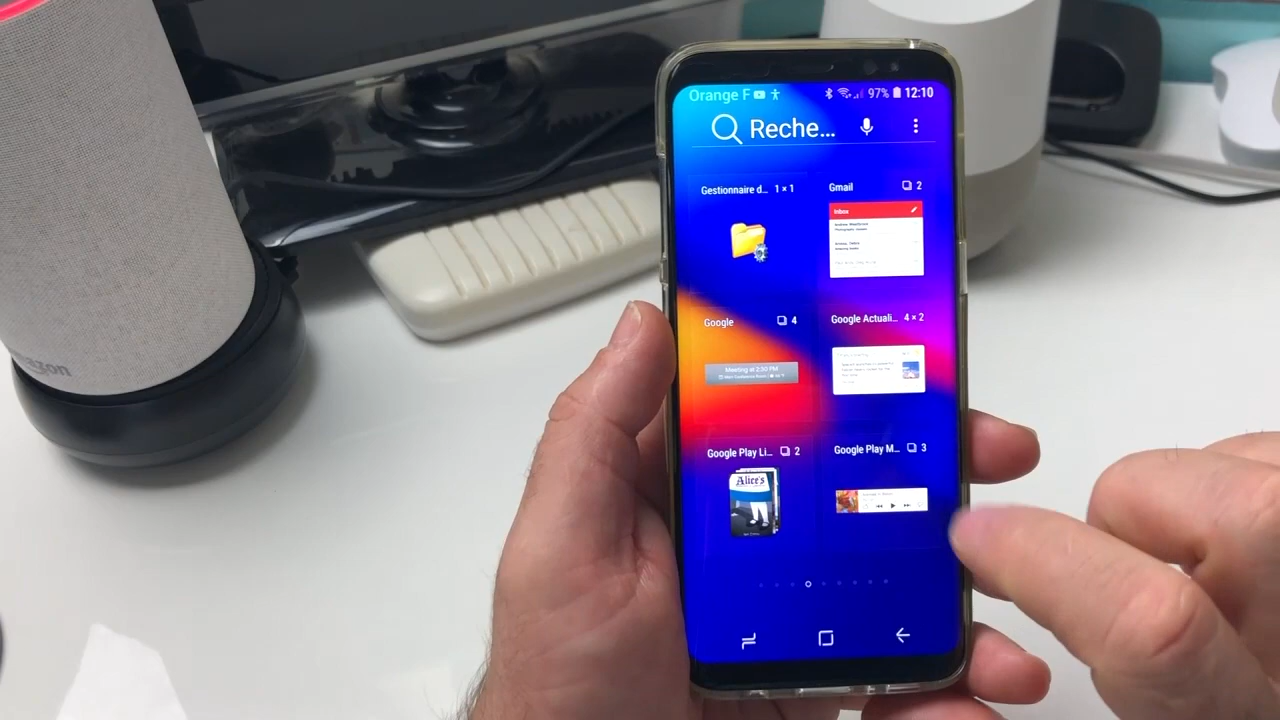 Orange F 97% 12:10
Reche...
Gestionnaire d... 1 × 1
Gmail 2
Inbox
Google 4
Meeting at 2:30 PM
Google Actuali... 4 × 2
Google Play Li... 2
Google Play M... 3
Alice's
amazon